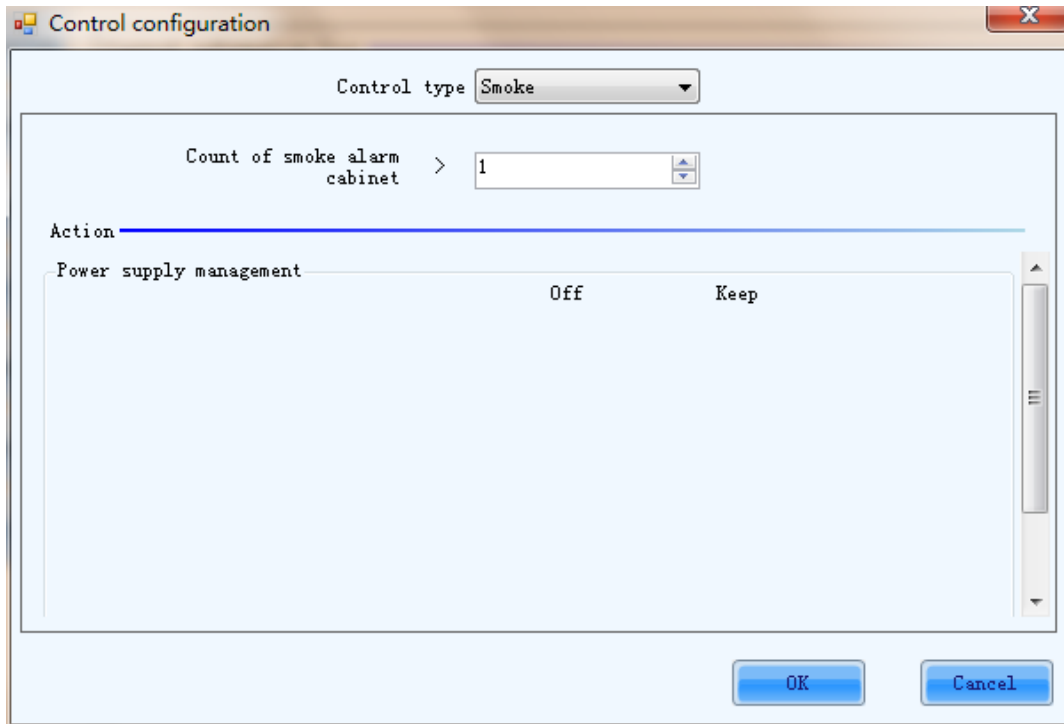 Control configuration
Control type Smoke
Count of smoke alarm
cabinet > 1
Action
Power supply management
Off Keep
OK Cancel